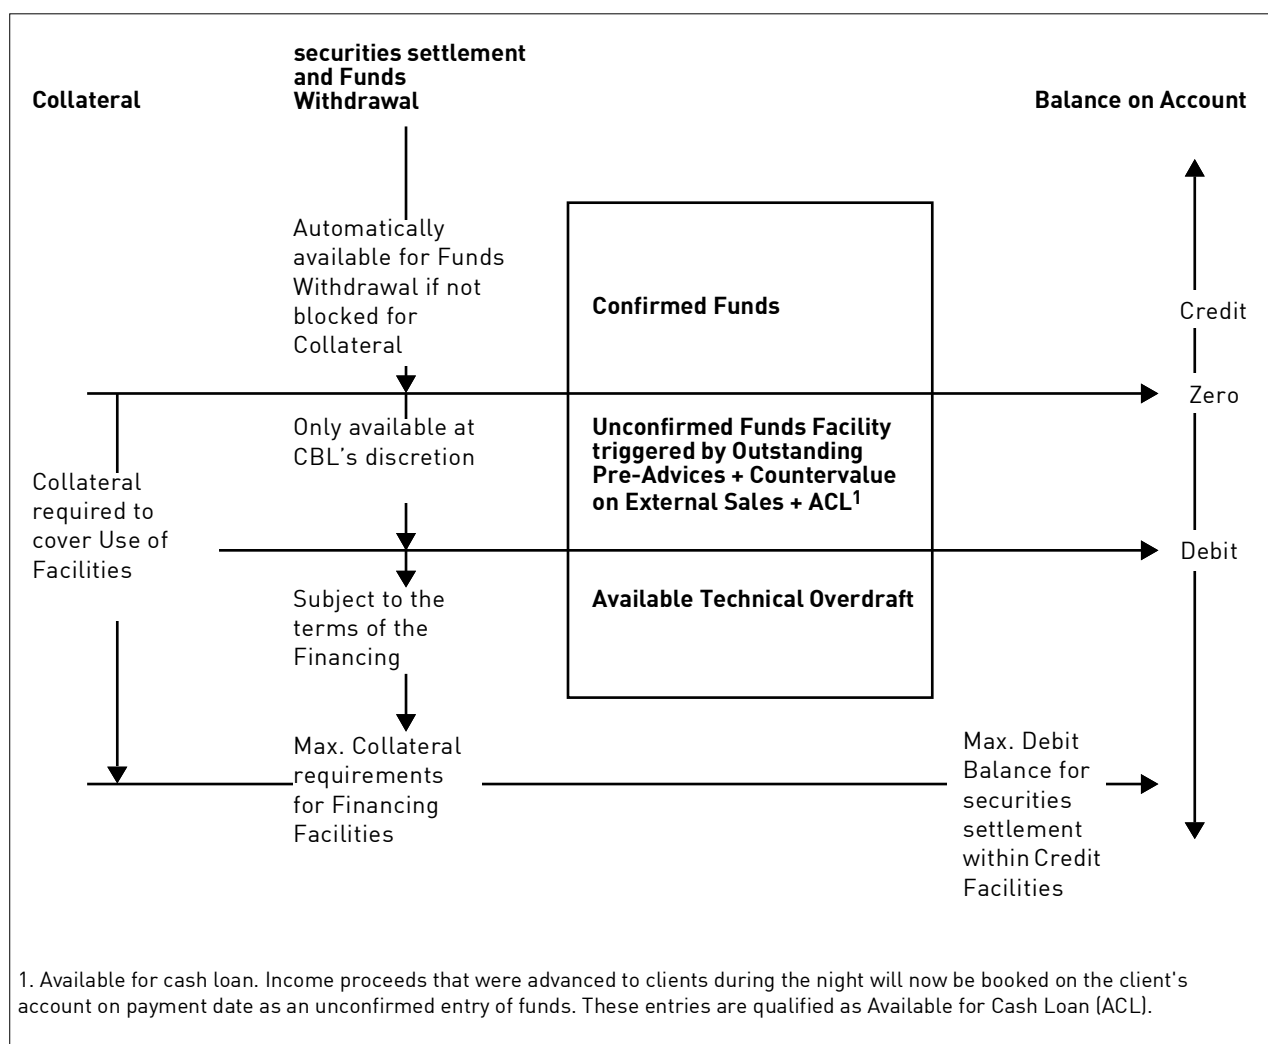 securities settlement
and Funds
Withdrawal
Collateral
Balance on Account
Automatically
available for Funds
Withdrawal if not
blocked for
Collateral
Confirmed Funds
Credit
Zero
Only available at
CBL's discretion
Unconfirmed Funds Facility
triggered by Outstanding
Pre-Advices + Countervalue
on External Sales + ACL1
Collateral
required to
cover Use of
Facilities
Debit
Subject to the
terms of the
Financing
Available Technical Overdraft
Max. Collateral
requirements
for Financing
Facilities
Max. Debit
Balance for
securities
settlement
within Credit
Facilities
1. Available for cash loan. Income proceeds that were advanced to clients during the night will now be booked on the client's
account on payment date as an unconfirmed entry of funds. These entries are qualified as Available for Cash Loan (ACL).